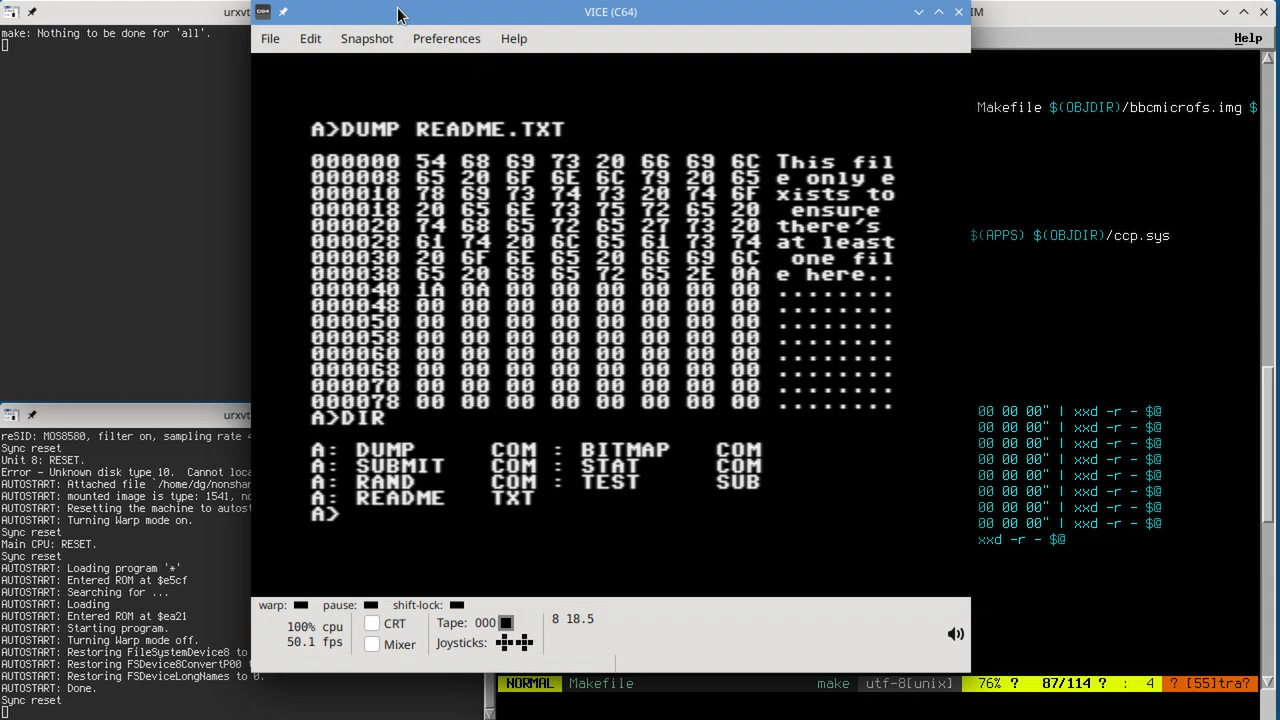 urxvt
make: Nothing to be done for 'all'.
VICE (C64)
File Edit Snapshot Preferences Help
A>DUMP README.TXT
000000 54 68 69 73 20 66 69 6C This fil
000008 65 20 6F 6E 6C 79 20 65 e only e
000010 78 69 73 74 73 20 74 6F xists to
000018 20 65 6E 73 75 72 65 20  ensure 
000020 74 68 65 72 65 27 73 20 there's 
000028 61 74 20 6C 65 61 73 74 at least
000030 20 6F 6E 65 20 66 69 6C  one fil
000038 65 20 68 65 72 65 2E 0A e here..
000040 1A 0A 00 00 00 00 00 00 ........
000048 00 00 00 00 00 00 00 00 ........
000050 00 00 00 00 00 00 00 00 ........
000058 00 00 00 00 00 00 00 00 ........
000060 00 00 00 00 00 00 00 00 ........
000068 00 00 00 00 00 00 00 00 ........
000070 00 00 00 00 00 00 00 00 ........
000078 00 00 00 00 00 00 00 00 ........
A>DIR
A: DUMP COM : BITMAP COM
A: SUBMIT COM : STAT COM
A: RAND COM : TEST SUB
A: README TXT
A>
warp: pause: shift-lock:
100% cpu
50.1 fps
CRT
Mixer
Tape: 000
Joysticks:
8 18.5
IM
Help
Makefile $(OBJDIR)/bbcmicrofs.img $
$(APPS) $(OBJDIR)/ccp.sys
00 00 00" | xxd -r - $@
00 00 00" | xxd -r - $@
00 00 00" | xxd -r - $@
00 00 00" | xxd -r - $@
00 00 00" | xxd -r - $@
00 00 00" | xxd -r - $@
00 00 00" | xxd -r - $@
00 00 00" | xxd -r - $@
xxd -r - $@
NORMAL Makefile make utf-8[unix] 76% ? 87/114 ? : 4 ? [55]tra?
urxvt
reSID: MOS8580, filter on, sampling rate
Sync reset
Unit 8: RESET.
Error - Unknown disk type 10. Cannot loca
AUTOSTART: Attached file `/home/dg/nonshar
AUTOSTART: mounted image is type: 1541, no
AUTOSTART: Resetting the machine to autost
AUTOSTART: Turning Warp mode on.
Sync reset
Main CPU: RESET.
Sync reset
AUTOSTART: Loading program '*'
AUTOSTART: Entered ROM at $e5cf
AUTOSTART: Searching for ...
AUTOSTART: Loading
AUTOSTART: Entered ROM at $ea21
AUTOSTART: Starting program.
AUTOSTART: Turning Warp mode off.
AUTOSTART: Restoring FileSystemDevice8 to
AUTOSTART: Restoring FSDevice8ConvertP00 t
AUTOSTART: Restoring FSDeviceLongNames to 0.
AUTOSTART: Done.
Sync reset